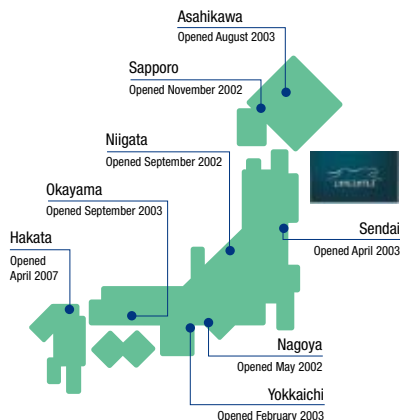 Asahikawa
Opened August 2003
Sapporo
Opened November 2002
Niigata
Opened September 2002
Okayama
Opened September 2003
Hakata
Opened
April 2007
Sendai
Opened April 2003
Nagoya
Opened May 2002
Yokkaichi
Opened February 2003